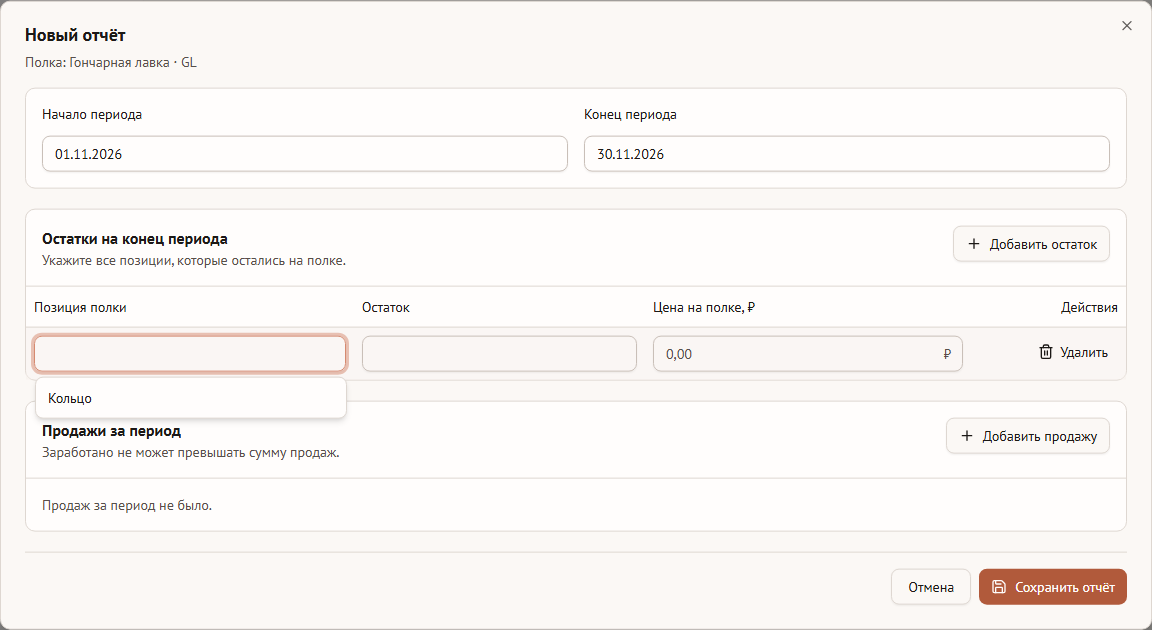 Новый отчёт
Полка: Гончарная лавка · GL
Начало периода
Конец периода
01.11.2026
30.11.2026
Остатки на конец периода
Укажите все позиции, которые остались на полке.
Добавить остаток
Позиция полки
Остаток
Цена на полке, ₽
Действия
0,00
₽
Удалить
Кольцо
Продажи за период
Заработано не может превышать сумму продаж.
Добавить продажу
Продаж за период не было.
Отмена
Сохранить отчёт